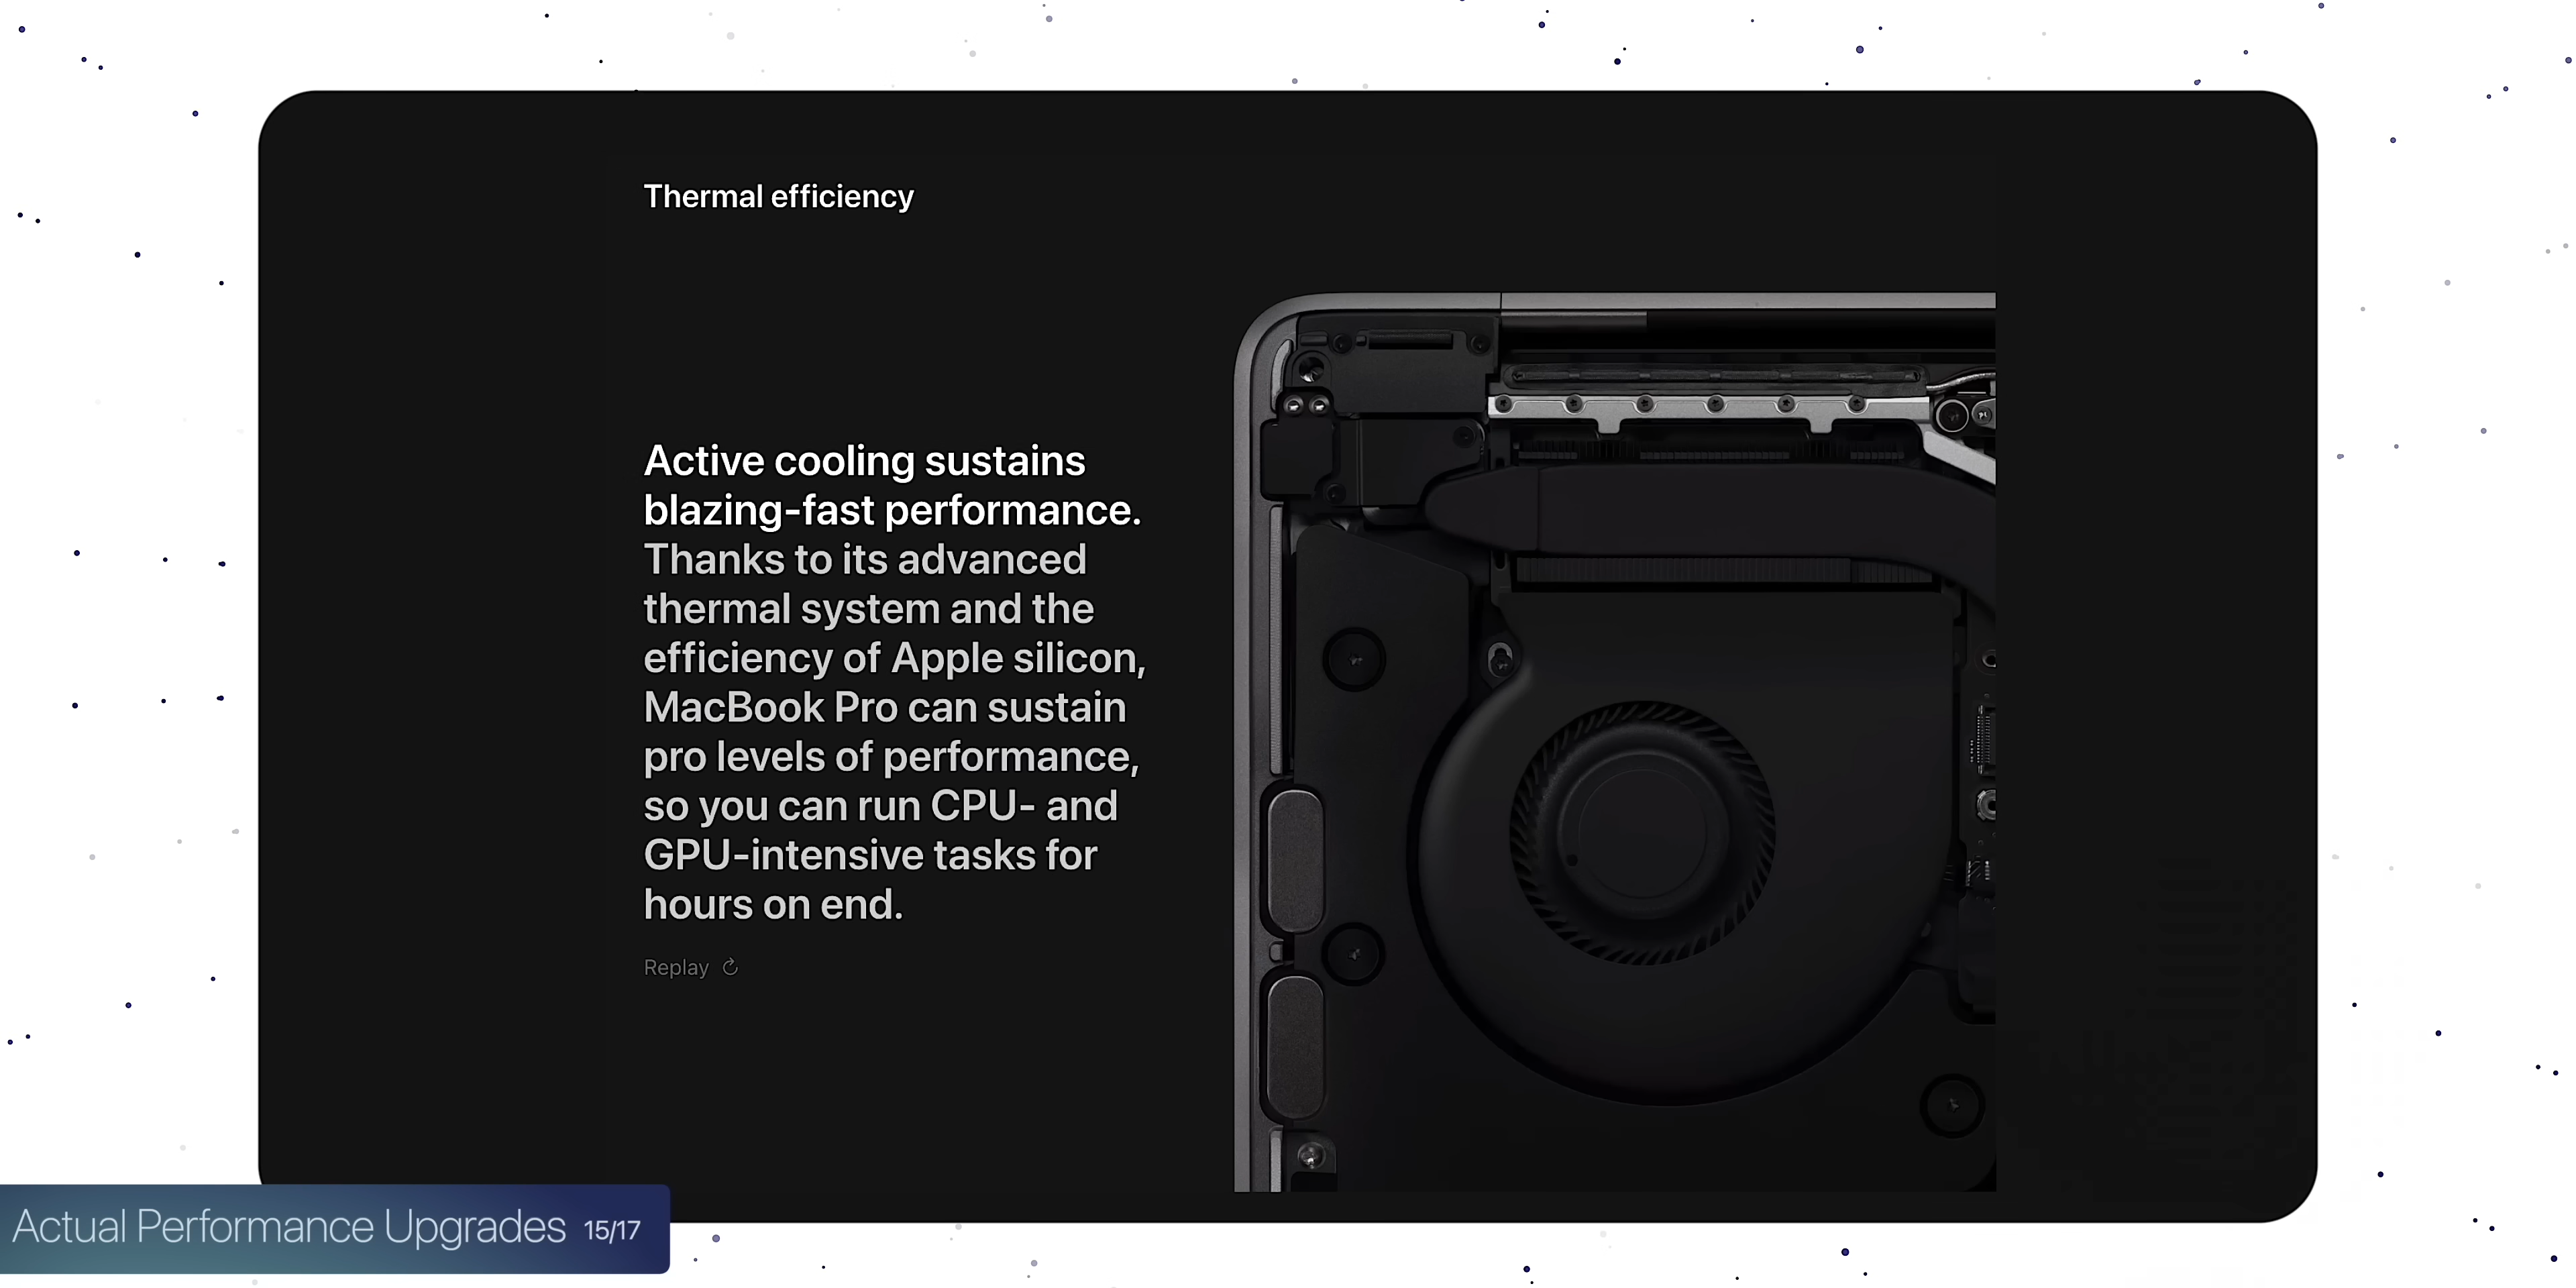 Thermal efficiency
Active cooling sustains
blazing-fast performance.
Thanks to its advanced
thermal system and the
efficiency of Apple silicon,
MacBook Pro can sustain
pro levels of performance,
so you can run CPU- and
GPU-intensive tasks for
hours on end.
Replay
Actual Performance Upgrades 15/17